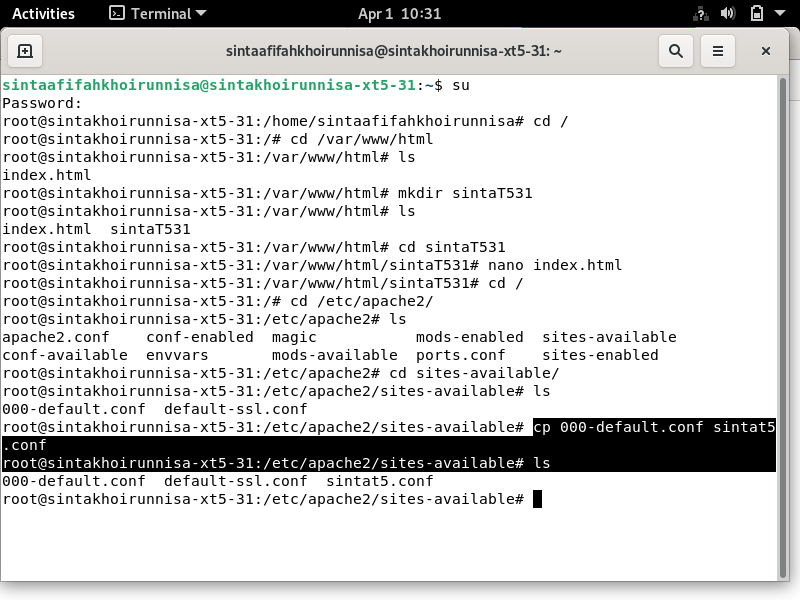 Activities Terminal Apr 1 10:31
sintaafifahkhoirunnisa@sintakhoirunnisa-xt5-31: ~
sintaafifahkhoirunnisa@sintakhoirunnisa-xt5-31:~$ su
Password:
root@sintakhoirunnisa-xt5-31:/home/sintaafifahkhoirunnisa# cd /
root@sintakhoirunnisa-xt5-31:/# cd /var/www/html
root@sintakhoirunnisa-xt5-31:/var/www/html# ls
index.html
root@sintakhoirunnisa-xt5-31:/var/www/html# mkdir sintaT531
root@sintakhoirunnisa-xt5-31:/var/www/html# ls
index.html  sintaT531
root@sintakhoirunnisa-xt5-31:/var/www/html# cd sintaT531
root@sintakhoirunnisa-xt5-31:/var/www/html/sintaT531# nano index.html
root@sintakhoirunnisa-xt5-31:/var/www/html/sintaT531# cd /
root@sintakhoirunnisa-xt5-31:/# cd /etc/apache2/
root@sintakhoirunnisa-xt5-31:/etc/apache2# ls
apache2.conf    conf-enabled  magic           mods-enabled  sites-available
conf-available  envvars       mods-available  ports.conf    sites-enabled
root@sintakhoirunnisa-xt5-31:/etc/apache2# cd sites-available/
root@sintakhoirunnisa-xt5-31:/etc/apache2/sites-available# ls
000-default.conf  default-ssl.conf
root@sintakhoirunnisa-xt5-31:/etc/apache2/sites-available# cp 000-default.conf sintat5
.conf
root@sintakhoirunnisa-xt5-31:/etc/apache2/sites-available# ls
000-default.conf  default-ssl.conf  sintat5.conf
root@sintakhoirunnisa-xt5-31:/etc/apache2/sites-available#